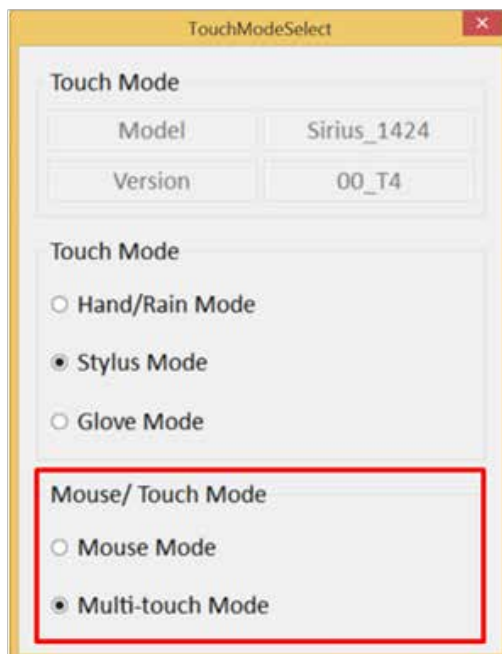 TouchModeSelect
Touch Mode
Model Sirius_1424
Version 00_T4
Touch Mode
Hand/Rain Mode
Stylus Mode
Glove Mode
Mouse/ Touch Mode
Mouse Mode
Multi-touch Mode